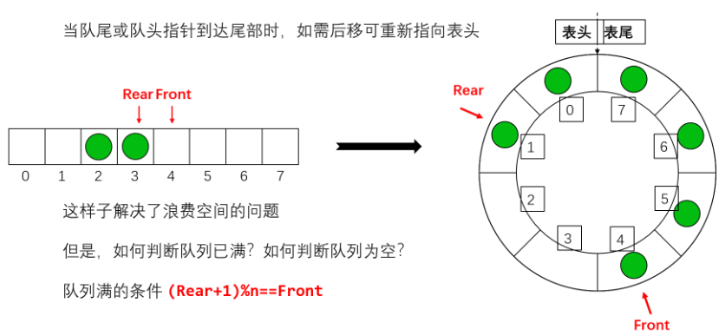 当队尾或队头指针到达尾部时，如需后移可重新指向表头
表头 表尾
Rear Front
Rear
0 7
1 6
2 5
3 4
0 1 2 3 4 5 6 7
这样子解决了浪费空间的问题
但是，如何判断队列已满？如何判断队列为空？
队列满的条件 (Rear+1)%n==Front
Front